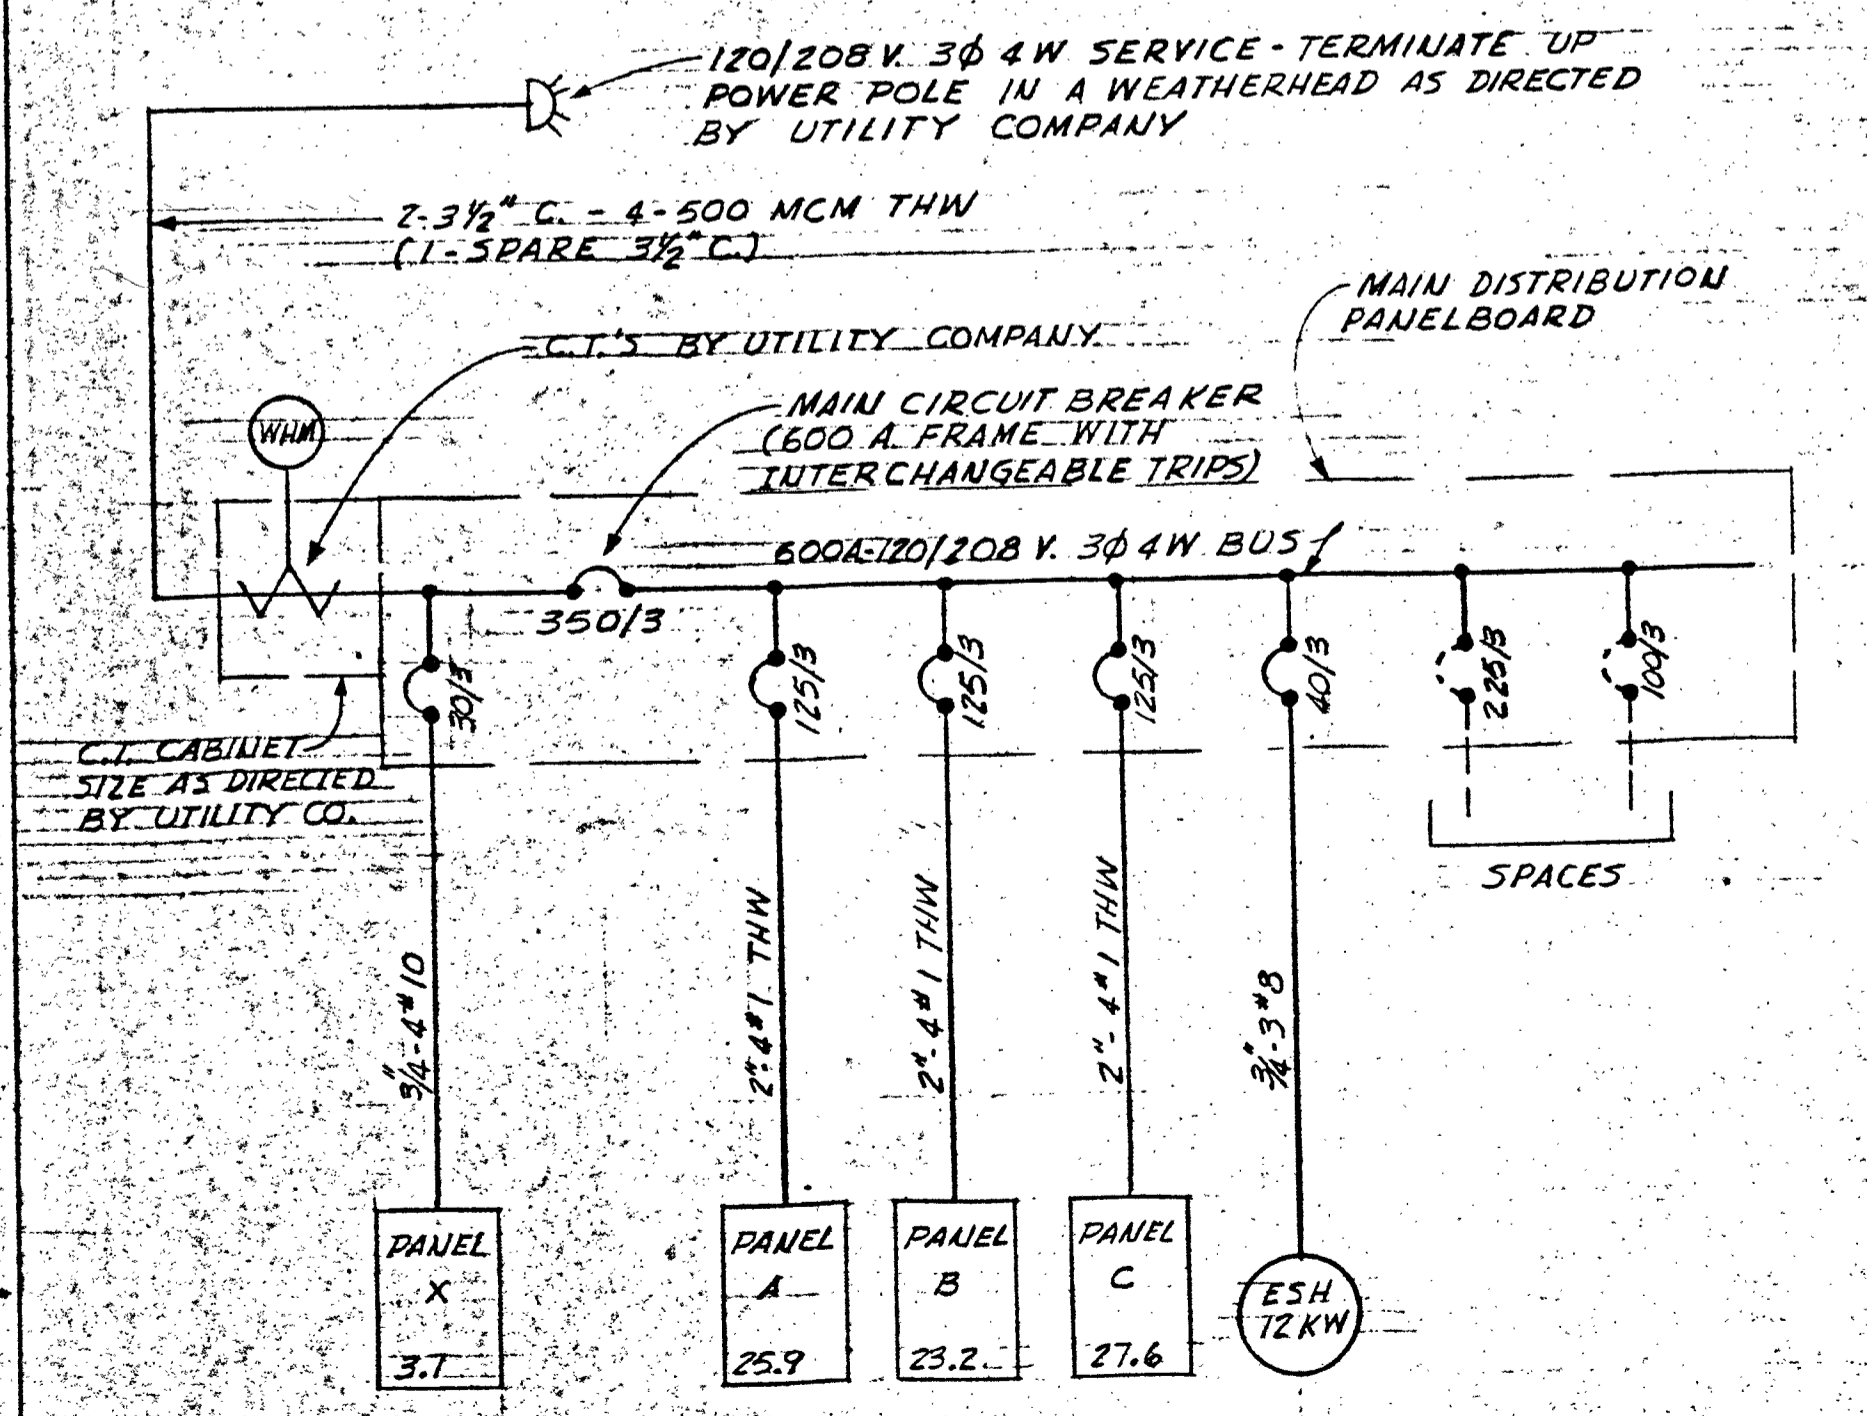 120/208 V. 3ϕ 4W SERVICE - TERMINATE UP
POWER POLE IN A WEATHERHEAD AS DIRECTED
BY UTILITY COMPANY
2-3½" C. - 4-500 MCM THW
(1-SPARE 3½" C.)
MAIN DISTRIBUTION
PANELBOARD
C.T.'S BY UTILITY COMPANY
MAIN CIRCUIT BREAKER
(600 A. FRAME WITH
INTERCHANGEABLE TRIPS)
WHM
600A-120/208 V. 3ϕ 4W BUS
350/3
30/3
125/3
125/3
125/3
40/3
225/3
100/3
C.T. CABINET
SIZE AS DIRECTED
BY UTILITY CO.
SPACES
3/4"-4#10
2"-4#1 THW
2"-4#1 THW
2"-4#1 THW
3/4"-3#8
PANEL
X
3.1
PANEL
A
25.9
PANEL
B
23.2
PANEL
C
27.6
ESH
12 KW